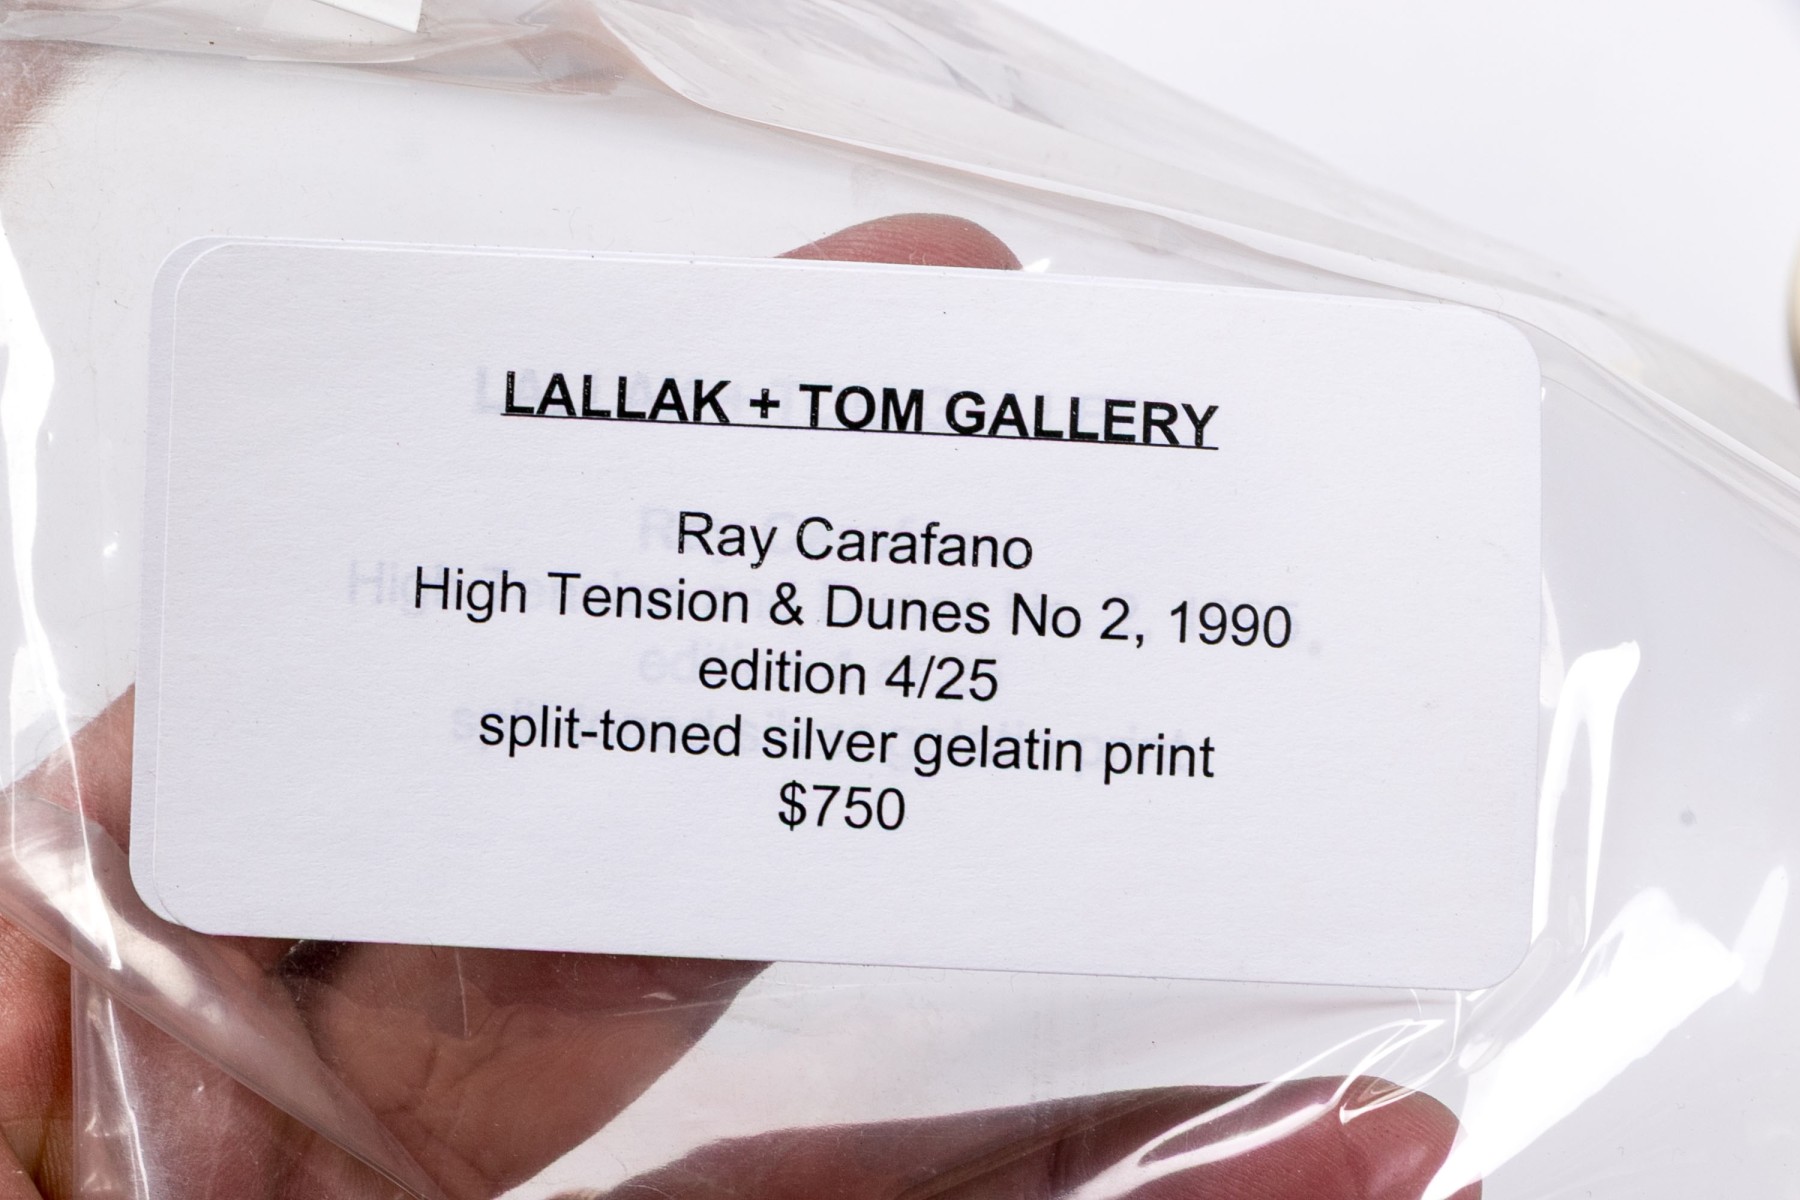 LALLAK + TOM GALLERY
Ray Carafano
High Tension & Dunes No 2, 1990
edition 4/25
split-toned silver gelatin print
$750